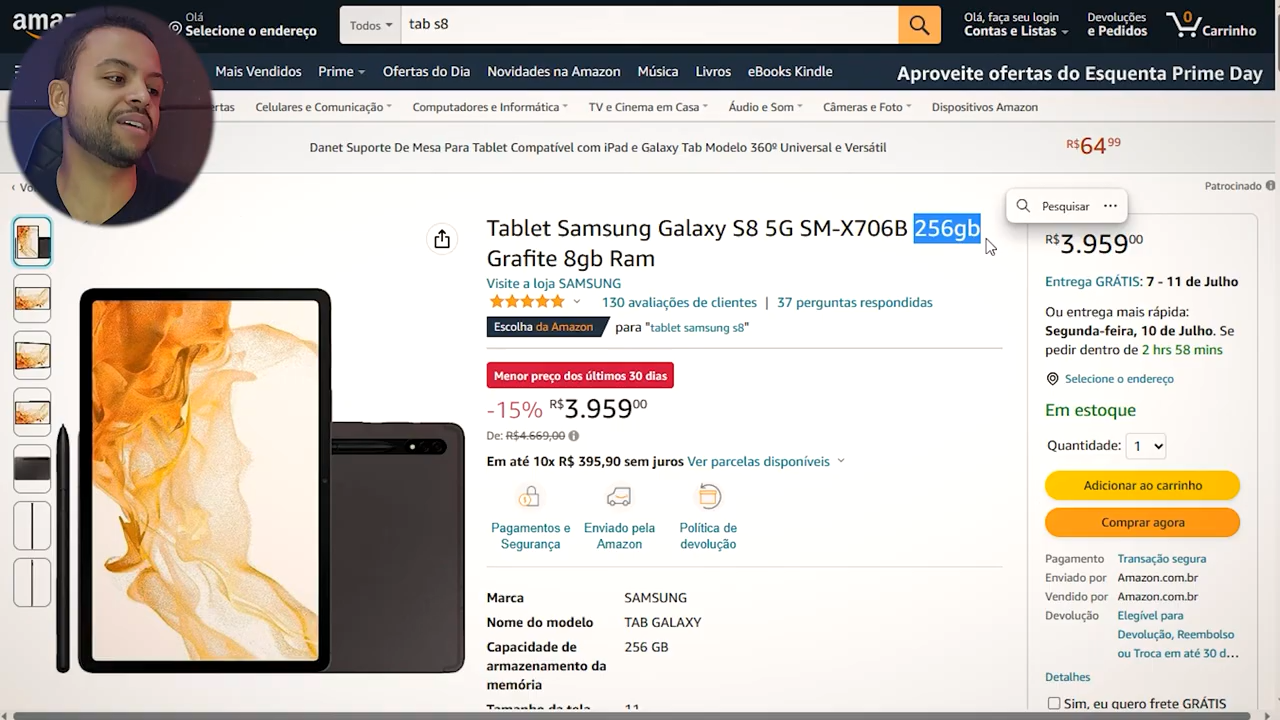 Olá
Selecione o endereço
Todos
tab s8
Olá, faça seu login
Contas e Listas
Devoluções
e Pedidos
0
Carrinho
Mais Vendidos
Prime
Ofertas do Dia
Novidades na Amazon
Música
Livros
eBooks Kindle
Aproveite ofertas do Esquenta Prime Day
Celulares e Comunicação
Computadores e Informática
TV e Cinema em Casa
Áudio e Som
Câmeras e Foto
Dispositivos Amazon
Danet Suporte De Mesa Para Tablet Compatível com iPad e Galaxy Tab Modelo 360º Universal e Versátil
R$64 99
Patrocinado
Pesquisar
Tablet Samsung Galaxy S8 5G SM-X706B 256gb
Grafite 8gb Ram
Visite a loja SAMSUNG
130 avaliações de clientes | 37 perguntas respondidas
Escolha da Amazon para "tablet samsung s8"
Menor preço dos últimos 30 dias
-15% R$3.959 00
De: R$4.669,00
Em até 10x R$ 395,90 sem juros Ver parcelas disponíveis
Pagamentos e
Segurança
Enviado pela
Amazon
Política de
devolução
Marca SAMSUNG
Nome do modelo TAB GALAXY
Capacidade de 256 GB
armazenamento da
memória
Tamanho da tela 11
R$3.959 00
Entrega GRÁTIS: 7 - 11 de Julho
Ou entrega mais rápida:
Segunda-feira, 10 de Julho. Se
pedir dentro de 2 hrs 58 mins
Selecione o endereço
Em estoque
Quantidade: 1
Adicionar ao carrinho
Comprar agora
Pagamento Transação segura
Enviado por Amazon.com.br
Vendido por Amazon.com.br
Devolução Elegível para
Devolução, Reembolso
ou Troca em até 30 d...
Detalhes
Sim, eu quero frete GRÁTIS